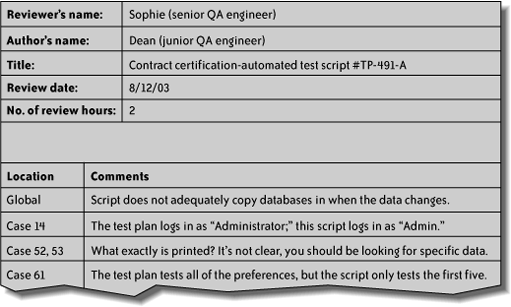 Reviewer's name: Sophie (senior QA engineer)
Author's name: Dean (junior QA engineer)
Title: Contract certification-automated test script #TP-491-A
Review date: 8/12/03
No. of review hours: 2
Location Comments
Global Script does not adequately copy databases in when the data changes.
Case 14 The test plan logs in as “Administrator;” this script logs in as “Admin.”
Case 52, 53 What exactly is printed? It's not clear, you should be looking for specific data.
Case 61 The test plan tests all of the preferences, but the script only tests the first five.